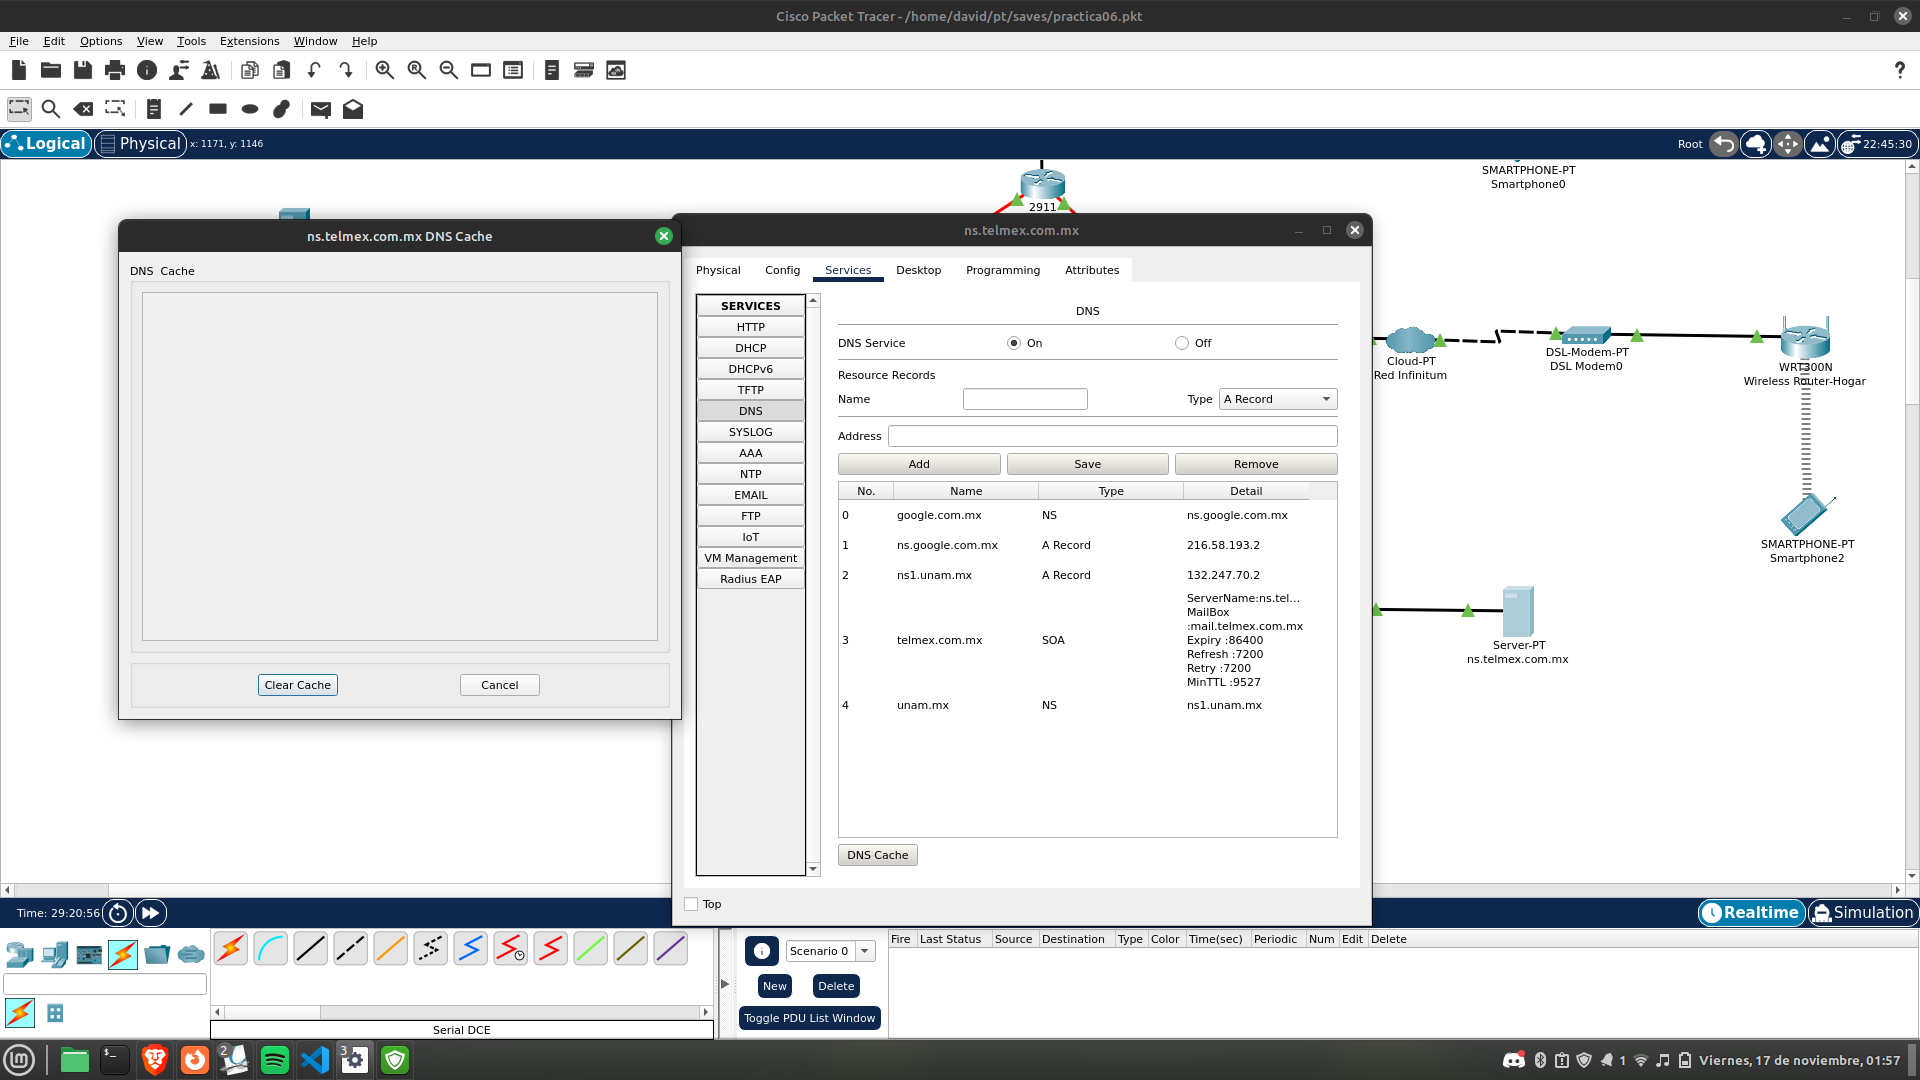 Cisco Packet Tracer - /home/david/pt/saves/practica06.pkt
File Edit Options View Tools Extensions Window Help
?
Logical Physical x: 1171, y: 1146 Root 22:45:30
SMARTPHONE-PT
Smartphone0
2911
ns.telmex.com.mx DNS Cache
DNS Cache
Clear Cache Cancel
ns.telmex.com.mx
Physical Config Services Desktop Programming Attributes
SERVICES
HTTP
DHCP
DHCPv6
TFTP
DNS
SYSLOG
AAA
NTP
EMAIL
FTP
IoT
VM Management
Radius EAP
DNS
DNS Service On Off
Resource Records
Name Type A Record
Address
Add Save Remove
No. Name Type Detail
0 google.com.mx NS ns.google.com.mx
1 ns.google.com.mx A Record 216.58.193.2
2 ns1.unam.mx A Record 132.247.70.2
3 telmex.com.mx SOA ServerName:ns.tel...
MailBox
:mail.telmex.com.mx
Expiry :86400
Refresh :7200
Retry :7200
MinTTL :9527
4 unam.mx NS ns1.unam.mx
DNS Cache
Top
Cloud-PT
Red Infinitum
DSL-Modem-PT
DSL Modem0
WRT300N
Wireless Router-Hogar
SMARTPHONE-PT
Smartphone2
Server-PT
ns.telmex.com.mx
Time: 29:20:56 Realtime Simulation
Scenario 0
New Delete
Toggle PDU List Window
Fire Last Status Source Destination Type Color Time(sec) Periodic Num Edit Delete
Serial DCE
2 3 1 Viernes, 17 de noviembre, 01:57